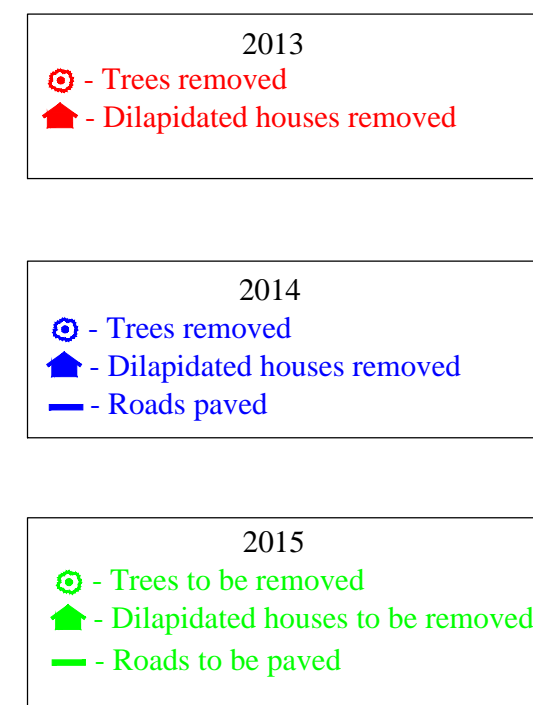 2013
- Trees removed
- Dilapidated houses removed
2014
- Trees removed
- Dilapidated houses removed
- Roads paved
2015
- Trees to be removed
- Dilapidated houses to be removed
- Roads to be paved